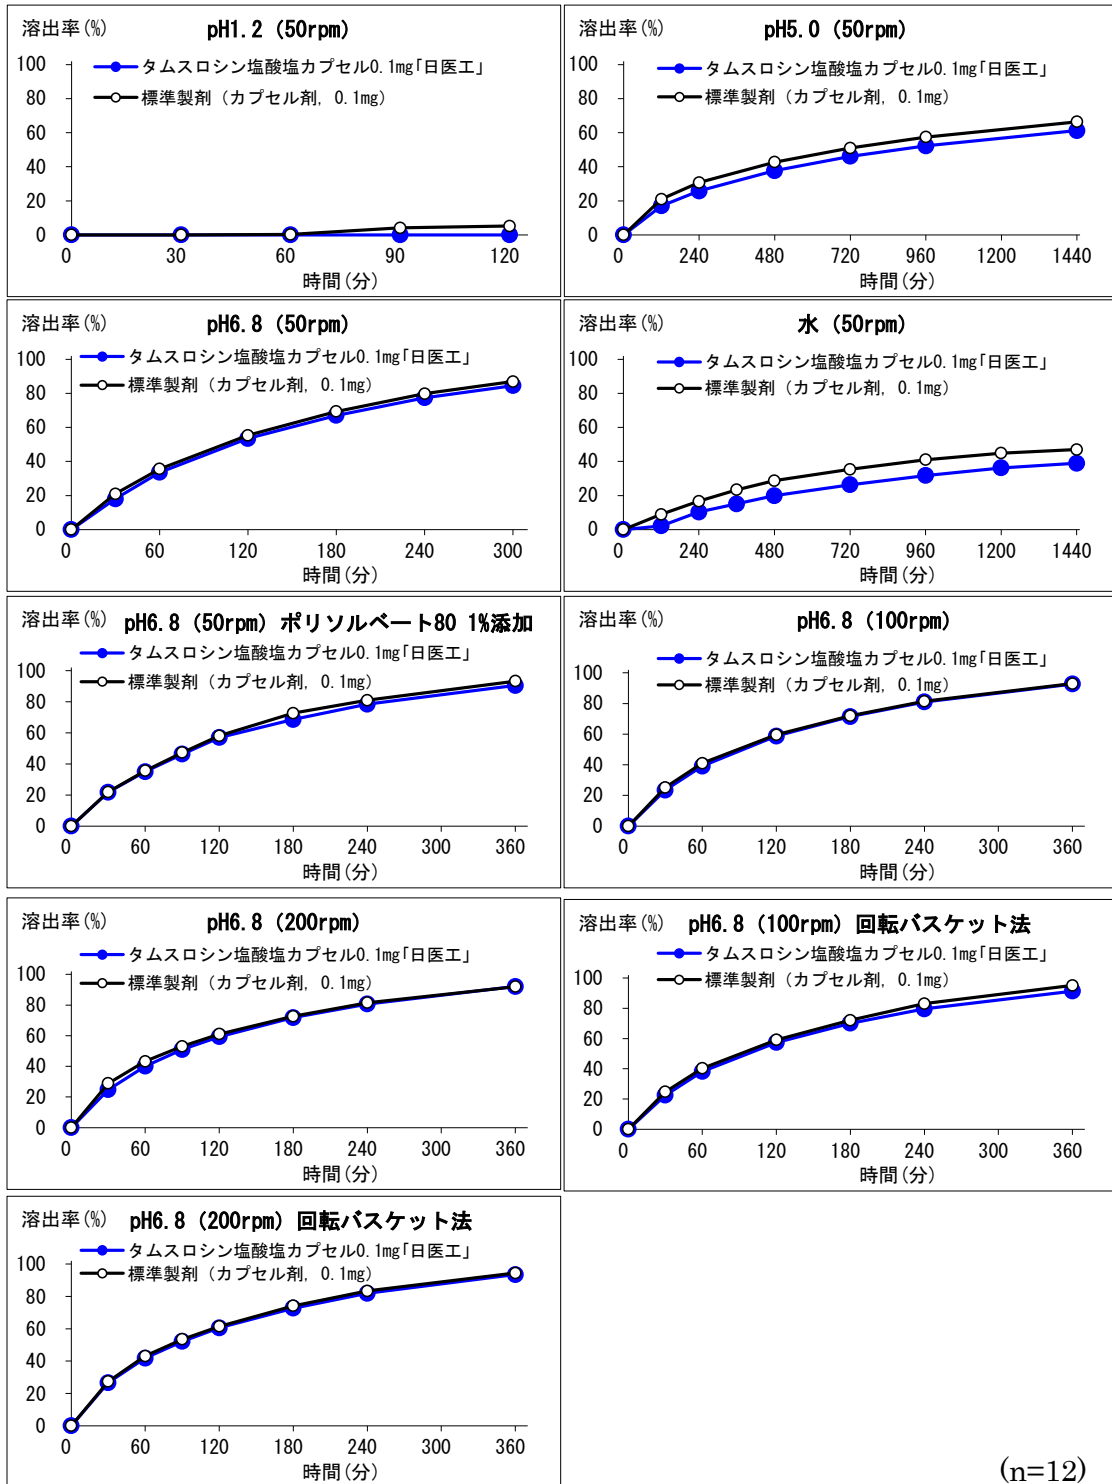 溶出率(%) pH1.2 (50rpm)
タムスロシン塩酸塩カプセル0.1mg「日医工」
標準製剤(カプセル剤, 0.1mg)
100
80
60
40
20
0
0 30 60 90 120
時間(分)
溶出率(%) pH5.0 (50rpm)
タムスロシン塩酸塩カプセル0.1mg「日医工」
標準製剤(カプセル剤, 0.1mg)
100
80
60
40
20
0
0 240 480 720 960 1200 1440
時間(分)
溶出率(%) pH6.8 (50rpm)
タムスロシン塩酸塩カプセル0.1mg「日医工」
標準製剤(カプセル剤, 0.1mg)
100
80
60
40
20
0
0 60 120 180 240 300
時間(分)
溶出率(%) 水 (50rpm)
タムスロシン塩酸塩カプセル0.1mg「日医工」
標準製剤(カプセル剤, 0.1mg)
100
80
60
40
20
0
0 240 480 720 960 1200 1440
時間(分)
溶出率(%) pH6.8 (50rpm) ポリソルベート80 1%添加
タムスロシン塩酸塩カプセル0.1mg「日医工」
標準製剤(カプセル剤, 0.1mg)
100
80
60
40
20
0
0 60 120 180 240 300 360
時間(分)
溶出率(%) pH6.8 (100rpm)
タムスロシン塩酸塩カプセル0.1mg「日医工」
標準製剤(カプセル剤, 0.1mg)
100
80
60
40
20
0
0 60 120 180 240 300 360
時間(分)
溶出率(%) pH6.8 (200rpm)
タムスロシン塩酸塩カプセル0.1mg「日医工」
標準製剤(カプセル剤, 0.1mg)
100
80
60
40
20
0
0 60 120 180 240 300 360
時間(分)
溶出率(%) pH6.8 (100rpm) 回転バスケット法
タムスロシン塩酸塩カプセル0.1mg「日医工」
標準製剤(カプセル剤, 0.1mg)
100
80
60
40
20
0
0 60 120 180 240 300 360
時間(分)
溶出率(%) pH6.8 (200rpm) 回転バスケット法
タムスロシン塩酸塩カプセル0.1mg「日医工」
標準製剤(カプセル剤, 0.1mg)
100
80
60
40
20
0
0 60 120 180 240 300 360
時間(分)
(n=12)